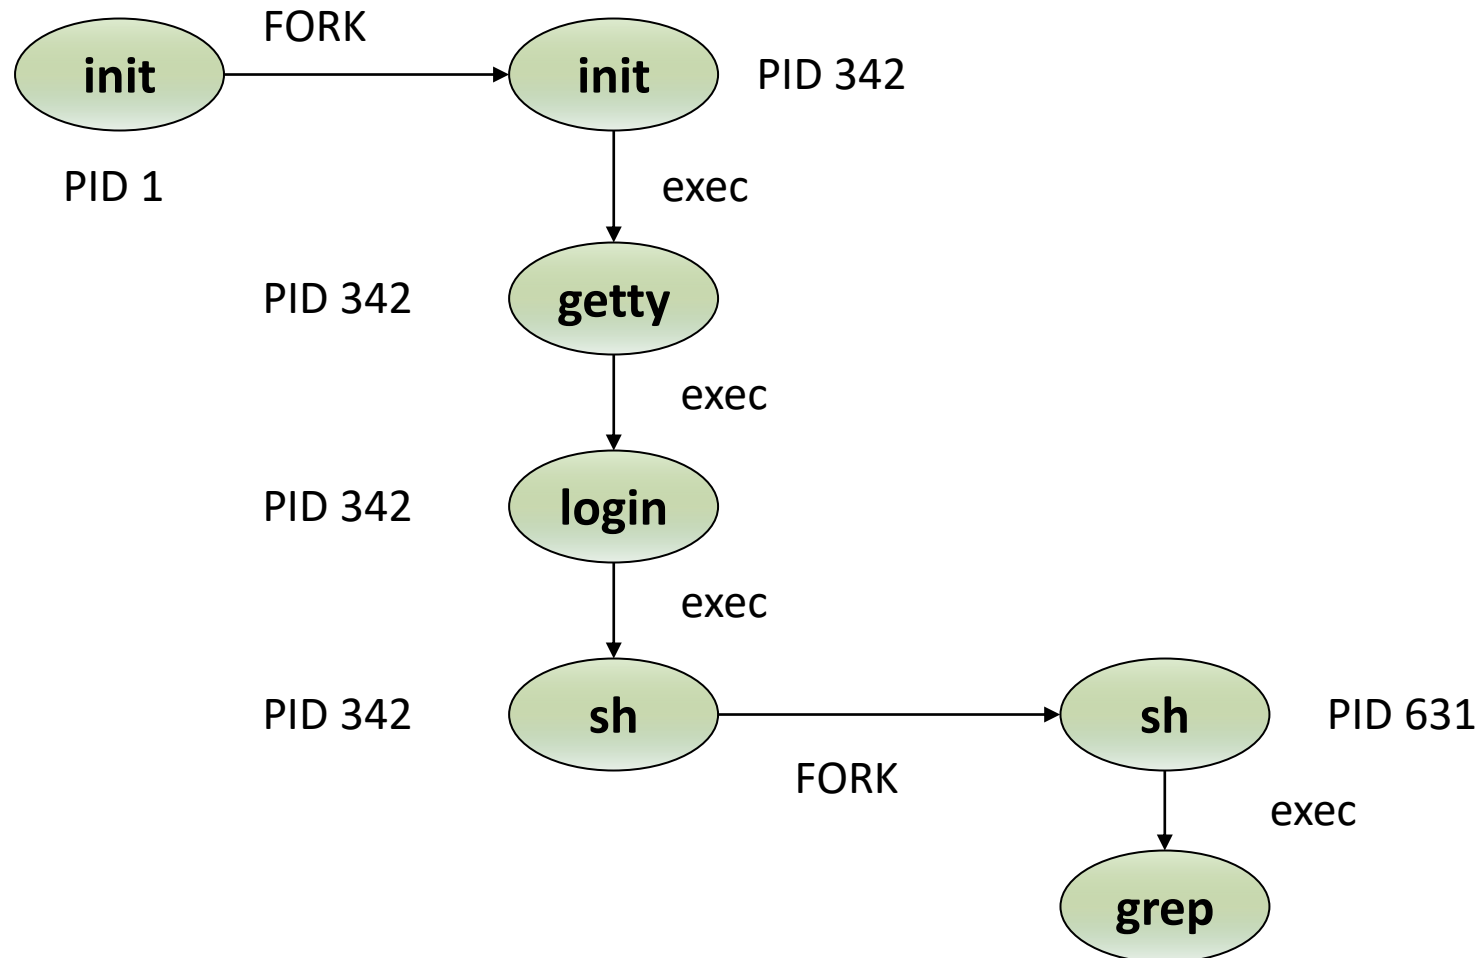 FORK
init
init
PID 342
PID 1
exec
PID 342
getty
exec
PID 342
login
exec
PID 342
sh
sh
PID 631
FORK
exec
grep